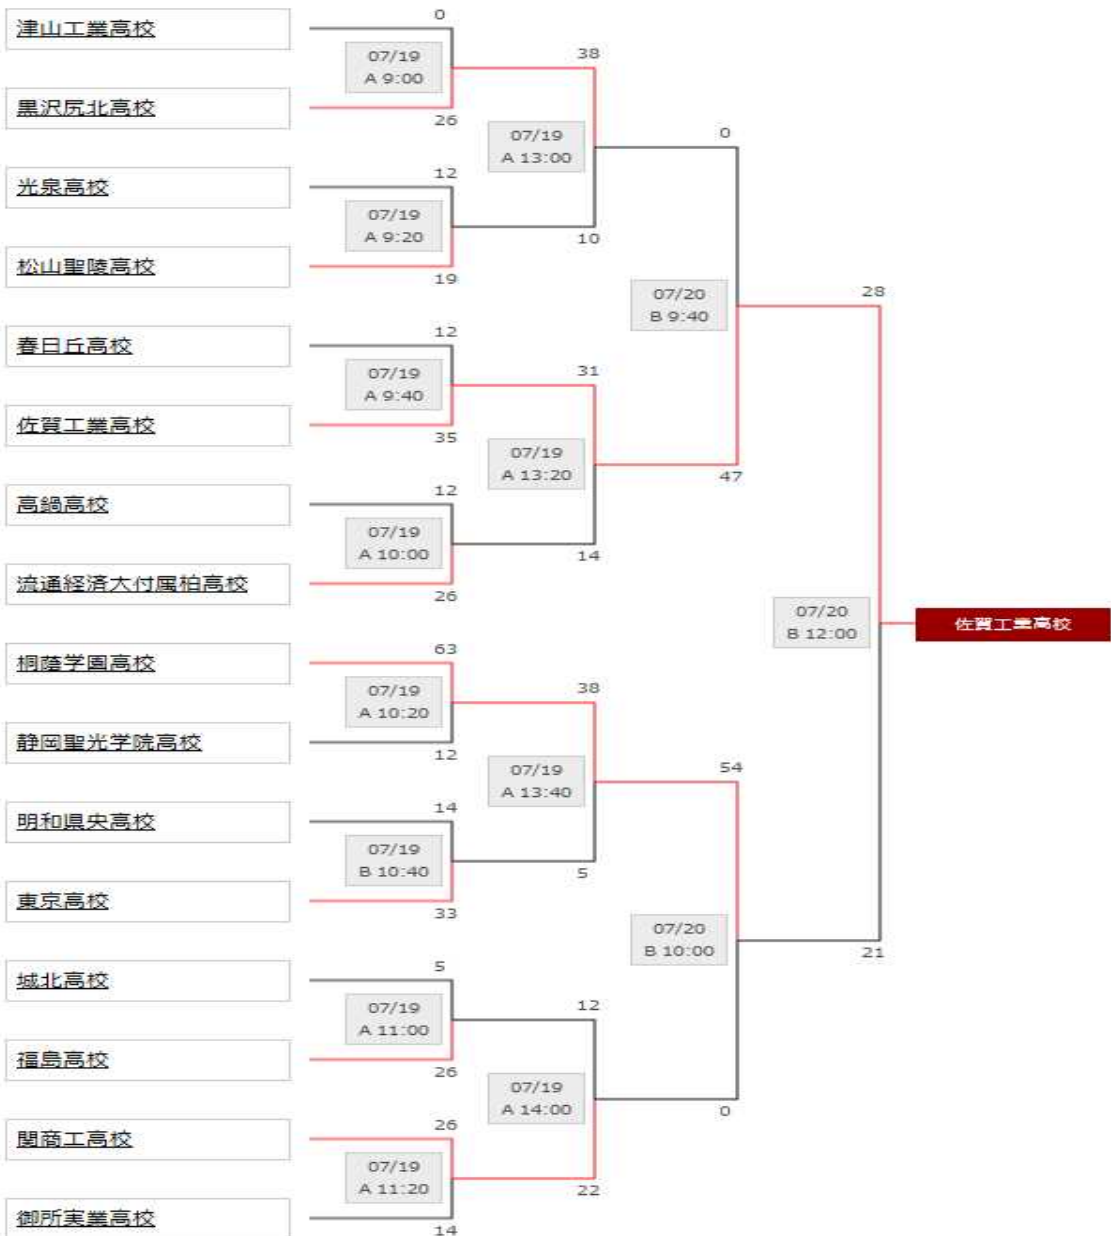 津山工業高校
0
07/19
A 9:00
38
黒沢尻北高校
26
07/19
A 13:00
0
光泉高校
12
07/19
A 9:20
10
松山聖陵高校
19
07/20
B 9:40
28
春日丘高校
12
07/19
A 9:40
31
佐賀工業高校
35
07/19
A 13:20
47
高鍋高校
12
07/19
A 10:00
14
流通経済大付属柏高校
26
07/20
B 12:00
佐賀工業高校
桐蔭学園高校
63
07/19
A 10:20
38
静岡聖光学院高校
12
07/19
A 13:40
54
明和県央高校
14
07/19
B 10:40
5
東京高校
33
07/20
B 10:00
21
城北高校
5
07/19
A 11:00
12
福島高校
26
07/19
A 14:00
0
関商工高校
26
07/19
A 11:20
22
御所実業高校
14